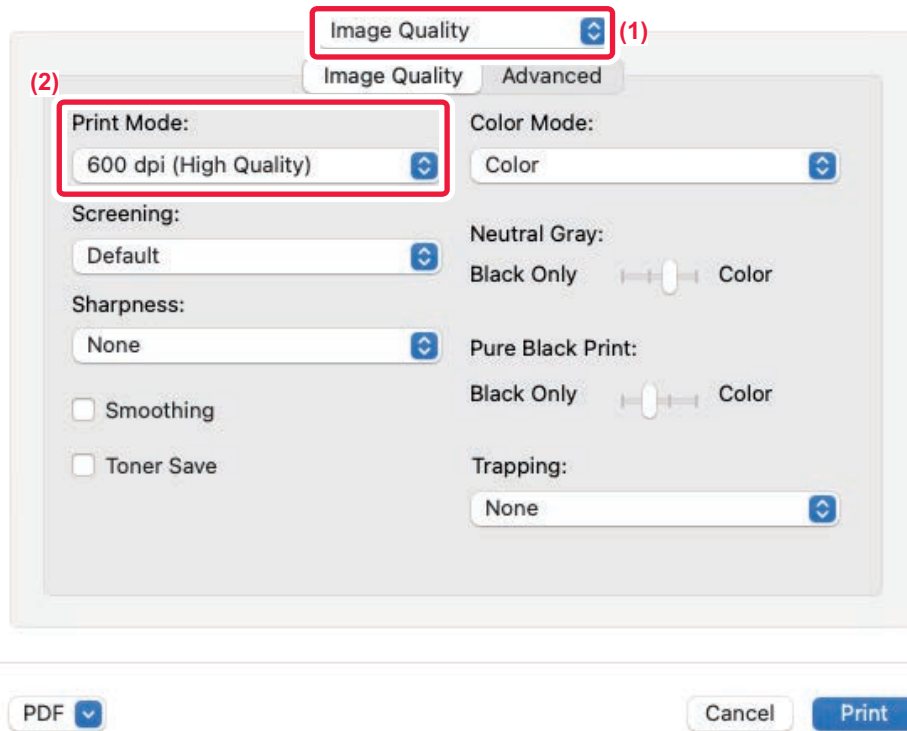 Image Quality
(1)
Image Quality
Advanced
(2)
Print Mode:
600 dpi (High Quality)
Screening:
Default
Sharpness:
None
Smoothing
Toner Save
Color Mode:
Color
Neutral Gray:
Black Only
Color
Pure Black Print:
Black Only
Color
Trapping:
None
PDF
Cancel
Print